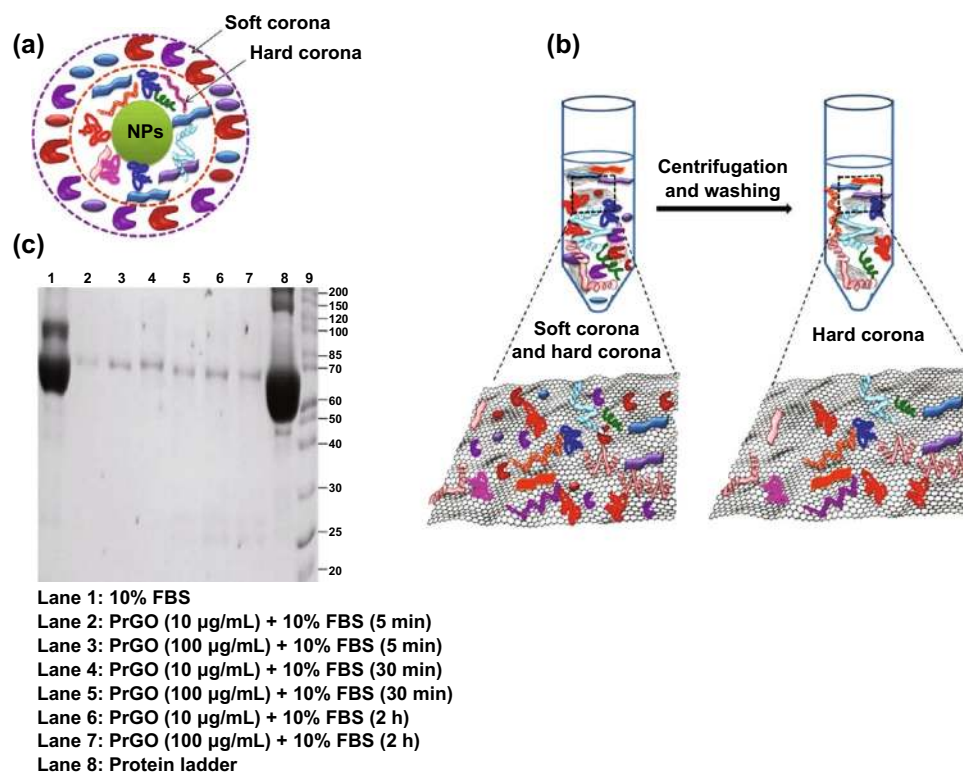 (a)
Soft corona
Hard corona
NPs
(b)
Centrifugation
and washing
Soft corona
and hard corona
Hard corona
(c)
1 2 3 4 5 6 7 8 9
200
150
120
100
85
70
60
50
40
30
25
20
Lane 1: 10% FBS
Lane 2: PrGO (10 µg/mL) + 10% FBS (5 min)
Lane 3: PrGO (100 µg/mL) + 10% FBS (5 min)
Lane 4: PrGO (10 µg/mL) + 10% FBS (30 min)
Lane 5: PrGO (100 µg/mL) + 10% FBS (30 min)
Lane 6: PrGO (10 µg/mL) + 10% FBS (2 h)
Lane 7: PrGO (100 µg/mL) + 10% FBS (2 h)
Lane 8: Protein ladder